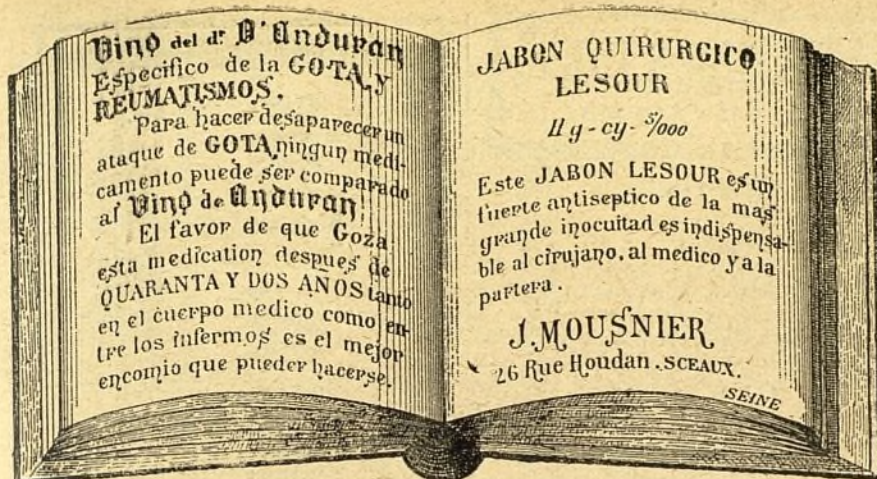 Vino del dr. D'Anduran
Especifico de la GOTA y
REUMATISMOS.
Para hacer desaparecer un
ataque de GOTA ningun medi-
camento puede ser comparado
al Vino de Anduran!
El favor de que Goza
esta medication despues de
QUARANTA Y DOS AÑOS tanto
en el cuerpo medico como en-
tre los infermos es el mejor
encomio que pueder hacerse.
JABON QUIRURGICO
LESOUR
Hg-cy-5/000
Este JABON LESOUR es un
fuerte antiseptico de la mas
grande inocuitad es indispensa-
ble al cirujano, al medico y a la
partera.
J. MOUSNIER
26 Rue Houdan. SCEAUX.
SEINE